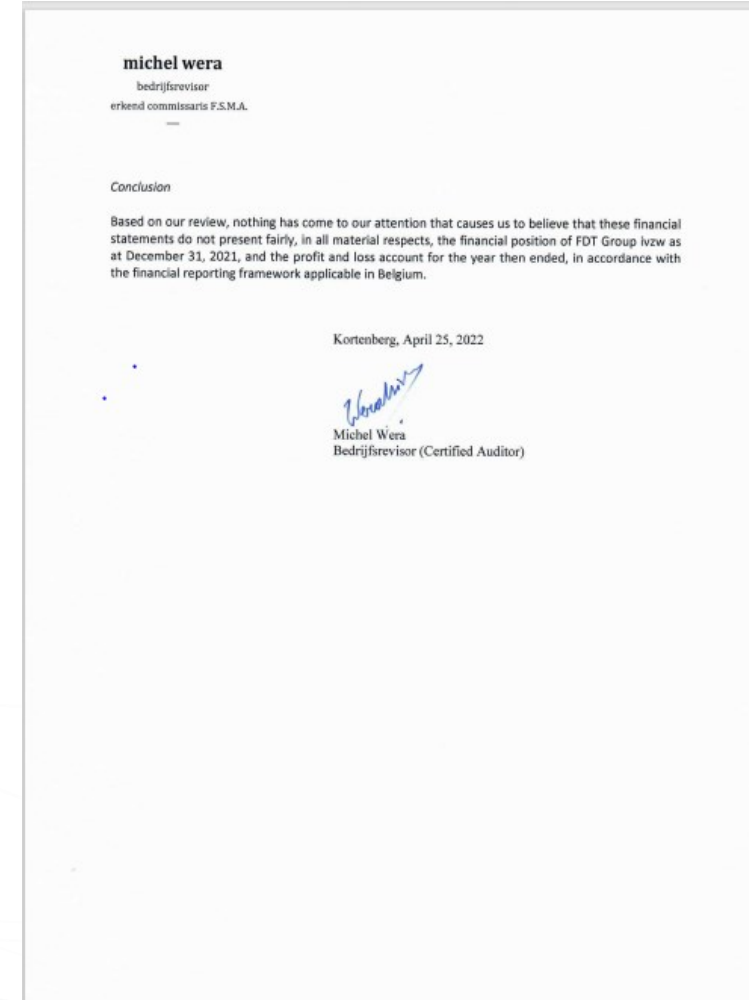 michel wera
bedrijfsrevisor
erkend commissaris F.S.M.A.
Conclusion
Based on our review, nothing has come to our attention that causes us to believe that these financial
statements do not present fairly, in all material respects, the financial position of FDT Group ivzw as
at December 31, 2021, and the profit and loss account for the year then ended, in accordance with
the financial reporting framework applicable in Belgium.
Kortenberg, April 25, 2022
Michel Wera
Bedrijfsrevisor (Certified Auditor)